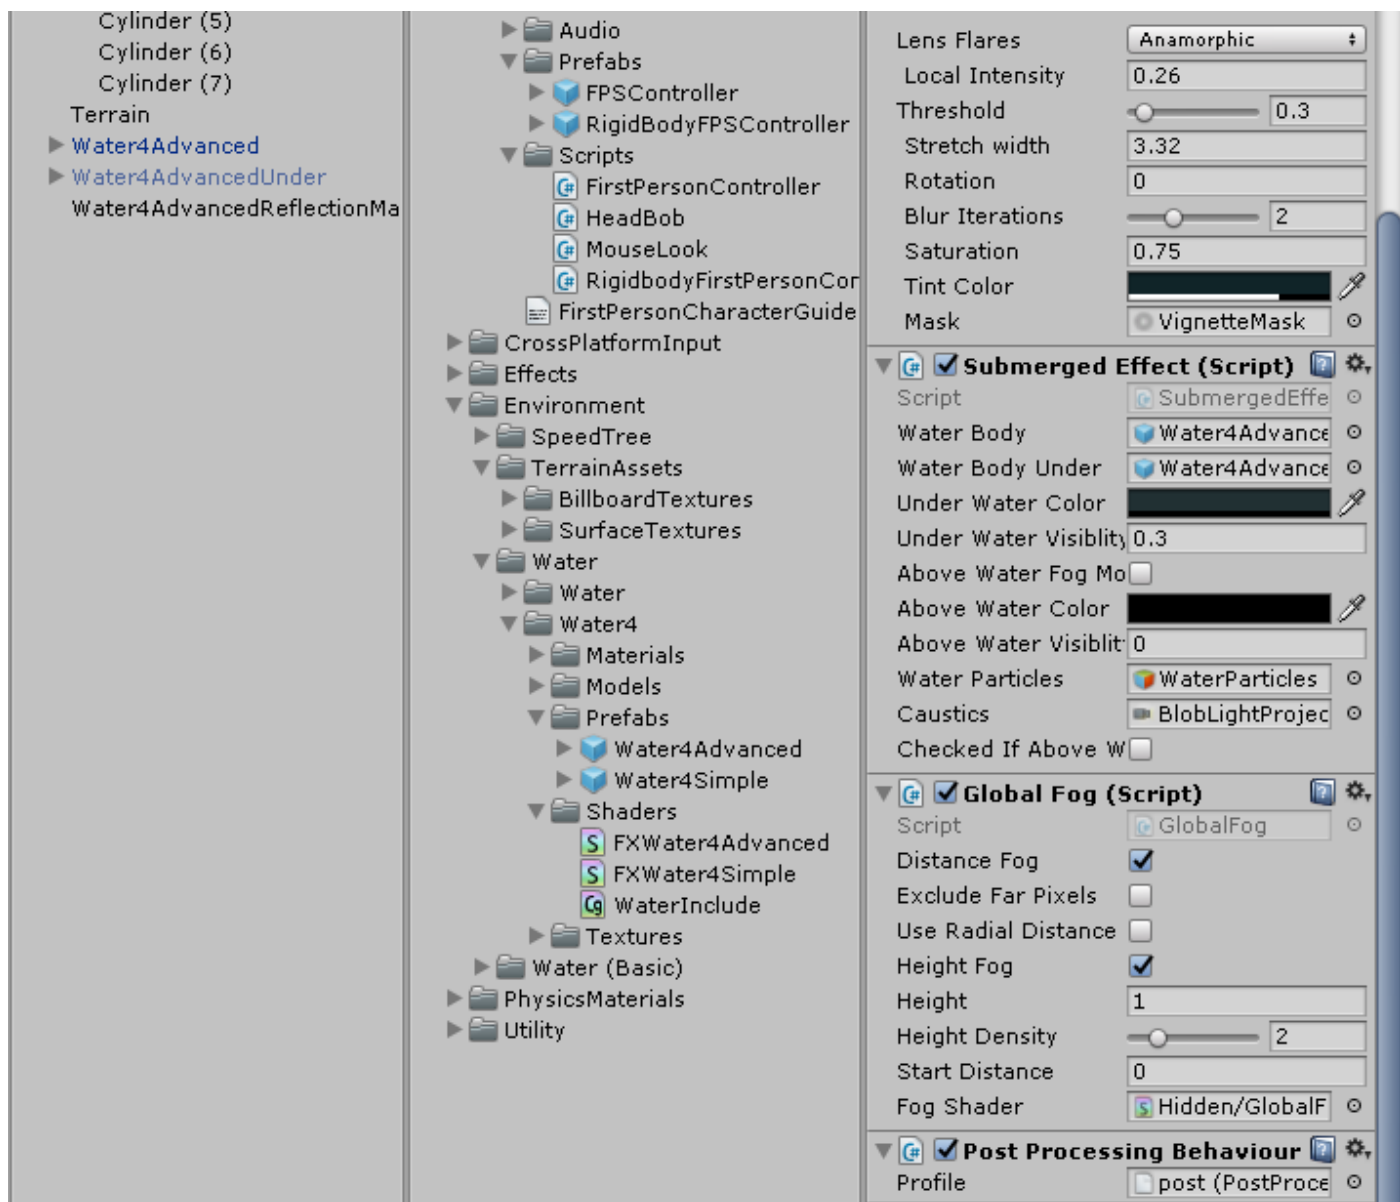 Cylinder (5)
Cylinder (6)
Cylinder (7)
Terrain
Water4Advanced
Water4AdvancedUnder
Water4AdvancedReflectionMa
Audio
Prefabs
FPSController
RigidBodyFPSController
Scripts
FirstPersonController
HeadBob
MouseLook
RigidbodyFirstPersonCor
FirstPersonCharacterGuide
CrossPlatformInput
Effects
Environment
SpeedTree
TerrainAssets
BillboardTextures
SurfaceTextures
Water
Water
Water4
Materials
Models
Prefabs
Water4Advanced
Water4Simple
Shaders
FXWater4Advanced
FXWater4Simple
WaterInclude
Textures
Water (Basic)
PhysicsMaterials
Utility
Lens Flares Anamorphic
Local Intensity 0.26
Threshold 0.3
Stretch width 3.32
Rotation 0
Blur Iterations 2
Saturation 0.75
Tint Color
Mask VignetteMask
Submerged Effect (Script)
Script SubmergedEffe
Water Body Water4Advance
Water Body Under Water4Advance
Under Water Color
Under Water Visiblity 0.3
Above Water Fog Mo
Above Water Color
Above Water Visiblit 0
Water Particles WaterParticles
Caustics BlobLightProjec
Checked If Above W
Global Fog (Script)
Script GlobalFog
Distance Fog
Exclude Far Pixels
Use Radial Distance
Height Fog
Height 1
Height Density 2
Start Distance 0
Fog Shader Hidden/GlobalF
Post Processing Behaviour
Profile post (PostProce